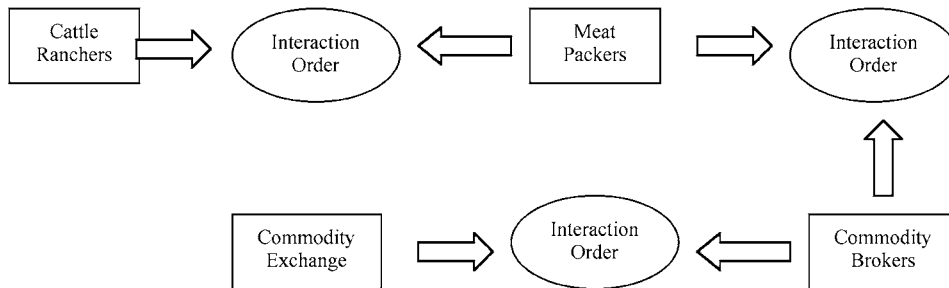 Cattle
Ranchers
Interaction
Order
Meat
Packers
Interaction
Order
Commodity
Exchange
Interaction
Order
Commodity
Brokers